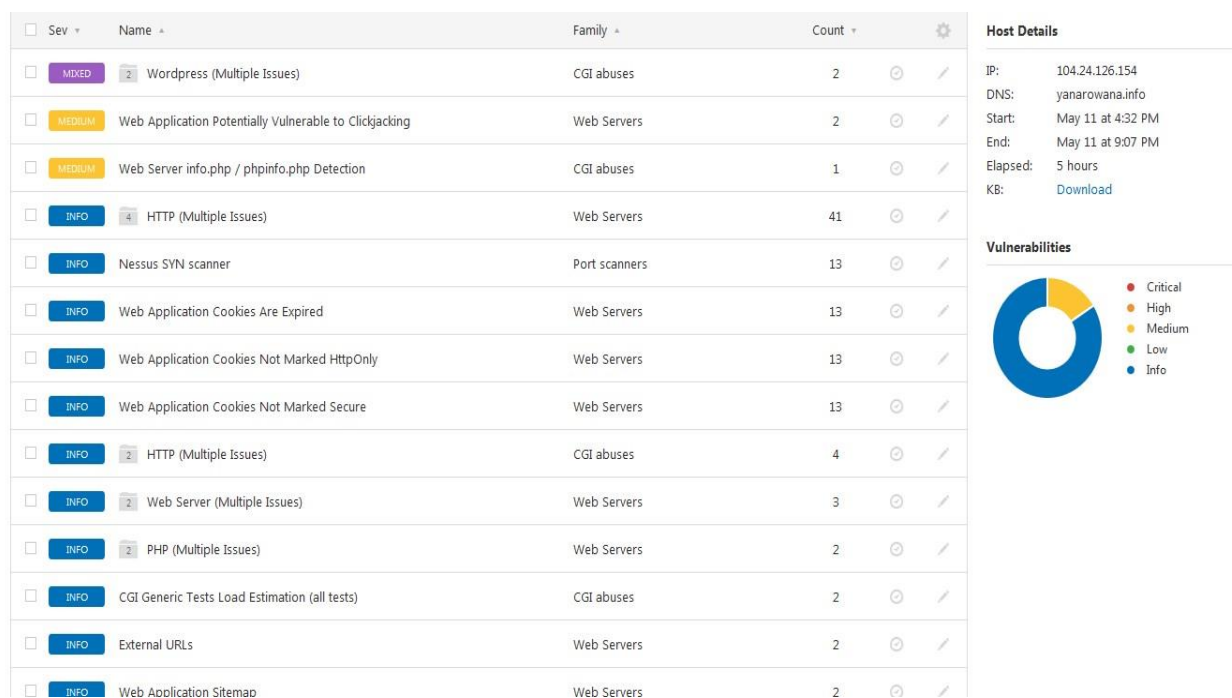 Sev Name Family Count
MIXED 2 Wordpress (Multiple Issues) CGI abuses 2
MEDIUM Web Application Potentially Vulnerable to Clickjacking Web Servers 2
MEDIUM Web Server info.php / phpinfo.php Detection CGI abuses 1
INFO 4 HTTP (Multiple Issues) Web Servers 41
INFO Nessus SYN scanner Port scanners 13
INFO Web Application Cookies Are Expired Web Servers 13
INFO Web Application Cookies Not Marked HttpOnly Web Servers 13
INFO Web Application Cookies Not Marked Secure Web Servers 13
INFO 2 HTTP (Multiple Issues) CGI abuses 4
INFO 2 Web Server (Multiple Issues) Web Servers 3
INFO 2 PHP (Multiple Issues) Web Servers 2
INFO CGI Generic Tests Load Estimation (all tests) CGI abuses 2
INFO External URLs Web Servers 2
INFO Web Application Sitemap Web Servers 2
Host Details
IP: 104.24.126.154
DNS: yanarowana.info
Start: May 11 at 4:32 PM
End: May 11 at 9:07 PM
Elapsed: 5 hours
KB: Download
Vulnerabilities
Critical
High
Medium
Low
Info